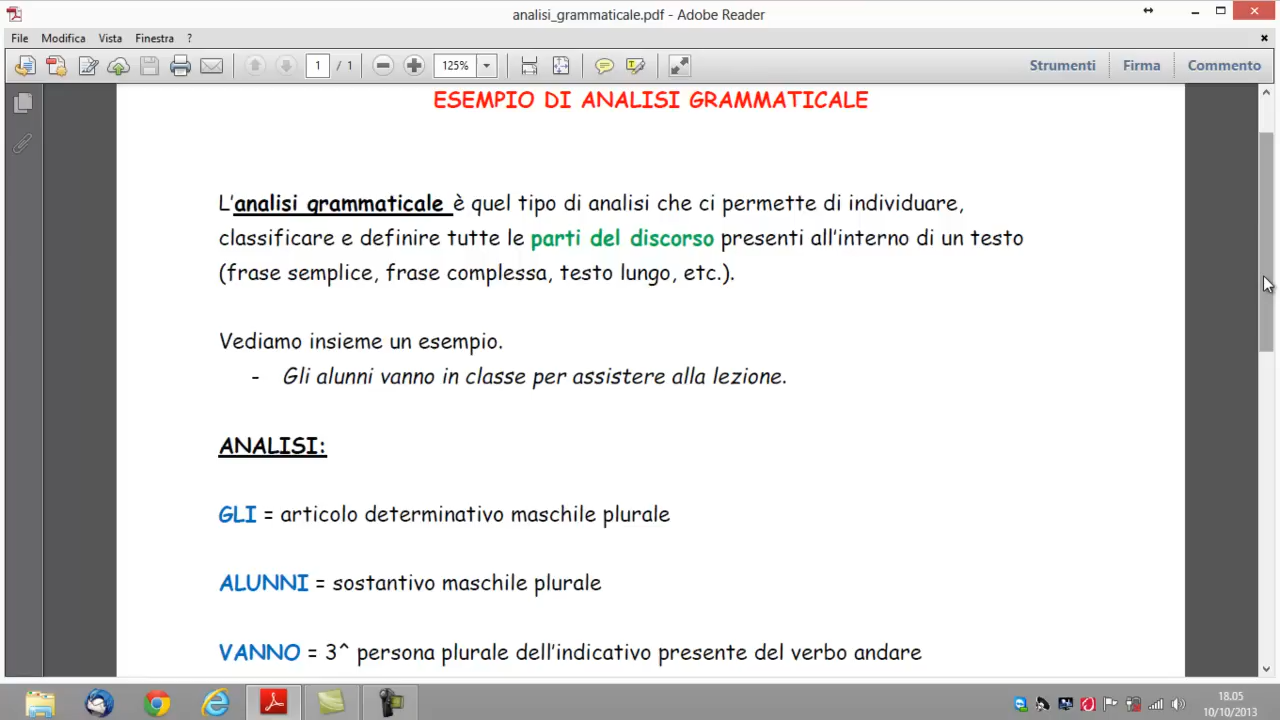 analisi_grammaticale.pdf - Adobe Reader
File Modifica Vista Finestra ?
1 / 1 125% Strumenti Firma Commento
ESEMPIO DI ANALISI GRAMMATICALE
L'analisi grammaticale è quel tipo di analisi che ci permette di individuare,
classificare e definire tutte le parti del discorso presenti all'interno di un testo
(frase semplice, frase complessa, testo lungo, etc.).
Vediamo insieme un esempio.
- Gli alunni vanno in classe per assistere alla lezione.
ANALISI:
GLI = articolo determinativo maschile plurale
ALUNNI = sostantivo maschile plurale
VANNO = 3^ persona plurale dell'indicativo presente del verbo andare
18.05
10/10/2013